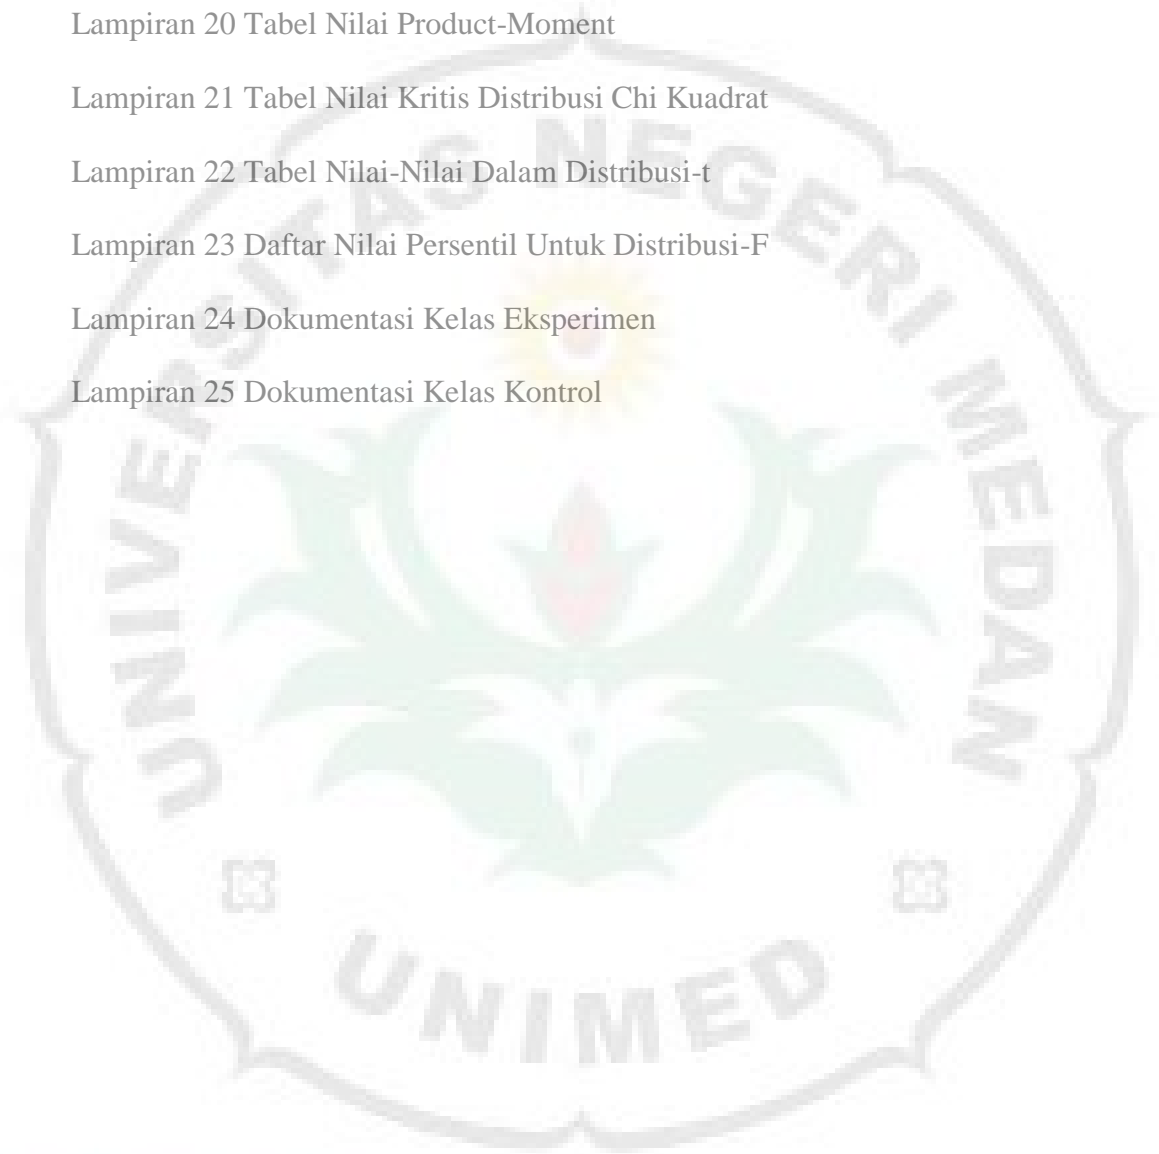 Lampiran 20 Tabel Nilai Product-Moment
Lampiran 21 Tabel Nilai Kritis Distribusi Chi Kuadrat
Lampiran 22 Tabel Nilai-Nilai Dalam Distribusi-t
Lampiran 23 Daftar Nilai Persentil Untuk Distribusi-F
Lampiran 24 Dokumentasi Kelas Eksperimen
Lampiran 25 Dokumentasi Kelas Kontrol
UNIVERSITAS NEGERI MEDAN
UNIMED